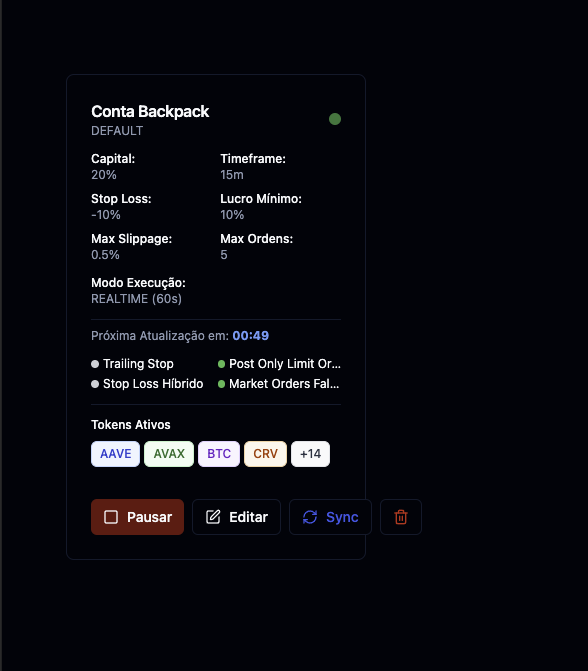 Conta Backpack
DEFAULT
Capital: Timeframe:
20% 15m
Stop Loss: Lucro Mínimo:
-10% 10%
Max Slippage: Max Ordens:
0.5% 5
Modo Execução:
REALTIME (60s)
Próxima Atualização em: 00:49
Trailing Stop Post Only Limit Or...
Stop Loss Híbrido Market Orders Fal...
Tokens Ativos
AAVE AVAX BTC CRV +14
Pausar Editar Sync